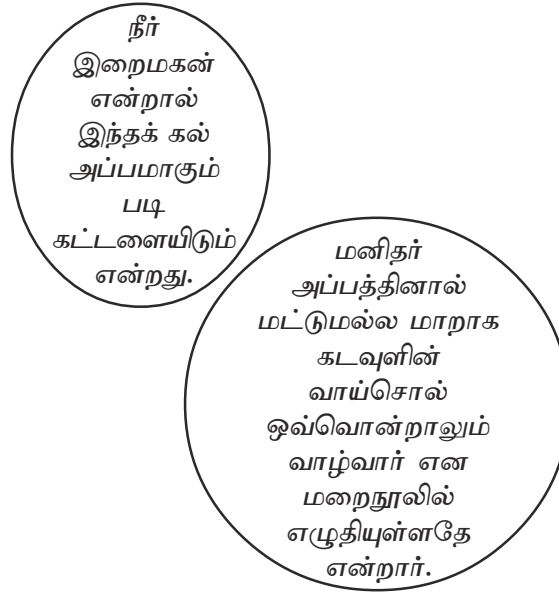 நீர்
இறைமகன்
என்றால்
இந்தக் கல்
அப்பமாகும்
படி
கட்டளையிடும்
என்றது.
மனிதர்
அப்பத்தினால்
மட்டுமல்ல மாறாக
கடவுளின்
வாய்சொல்
ஒவ்வொன்றாலும்
வாழ்வார் என
மறைநூலில்
எழுதியுள்ளதே
என்றார்.